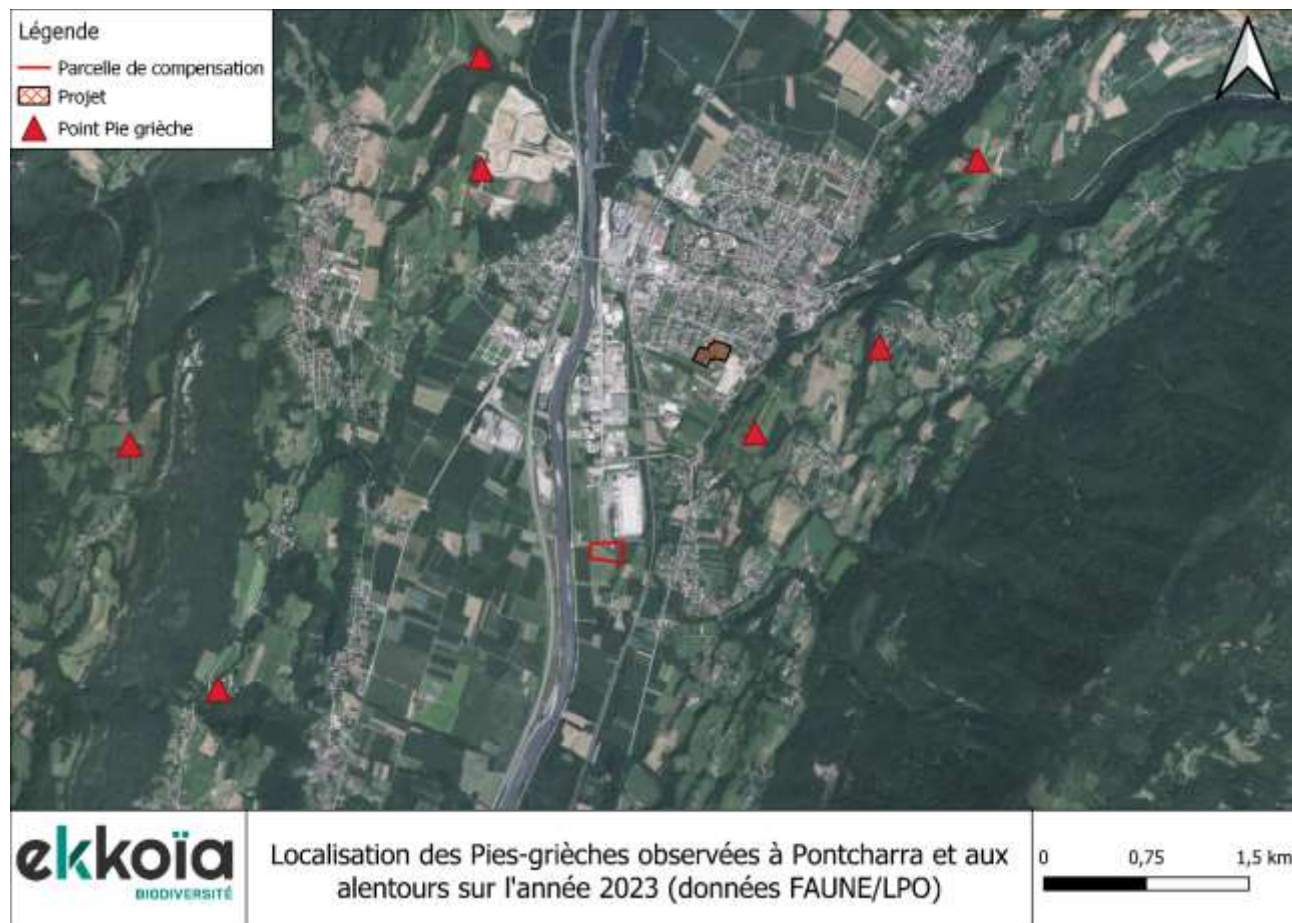 Légende
Parcelle de compensation
Projet
Point Pie grièche
ekkoïa
BIODIVERSITÉ
Localisation des Pies-grièches observées à Pontcharra et aux
alentours sur l'année 2023 (données FAUNE/LPO)
0 0,75 1,5 km